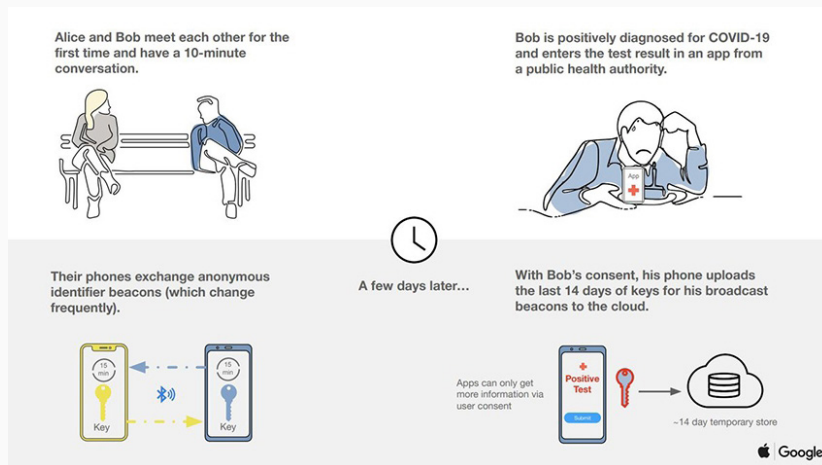 Alice and Bob meet each other for the
first time and have a 10-minute
conversation.
Bob is positively diagnosed for COVID-19
and enters the test result in an app from
a public health authority.
App
Their phones exchange anonymous
identifier beacons (which change
frequently).
15
min
Key
15
min
Key
A few days later…
With Bob's consent, his phone uploads
the last 14 days of keys for his broadcast
beacons to the cloud.
Apps can only get
more information via
user consent
Positive
Test
Submit
~14 day temporary store
Google